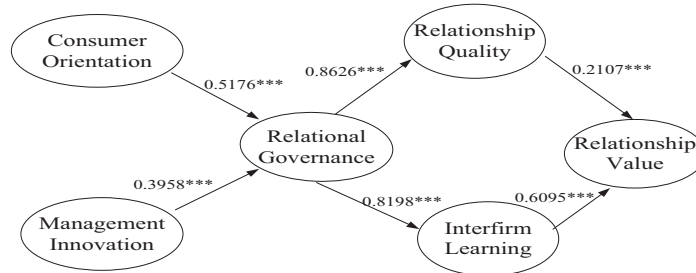 Consumer
Orientation
Relationship
Quality
0.5176***
0.8626***
0.2107***
Relational
Governance
Relationship
Value
0.3958***
0.8198***
0.6095***
Management
Innovation
Interfirm
Learning